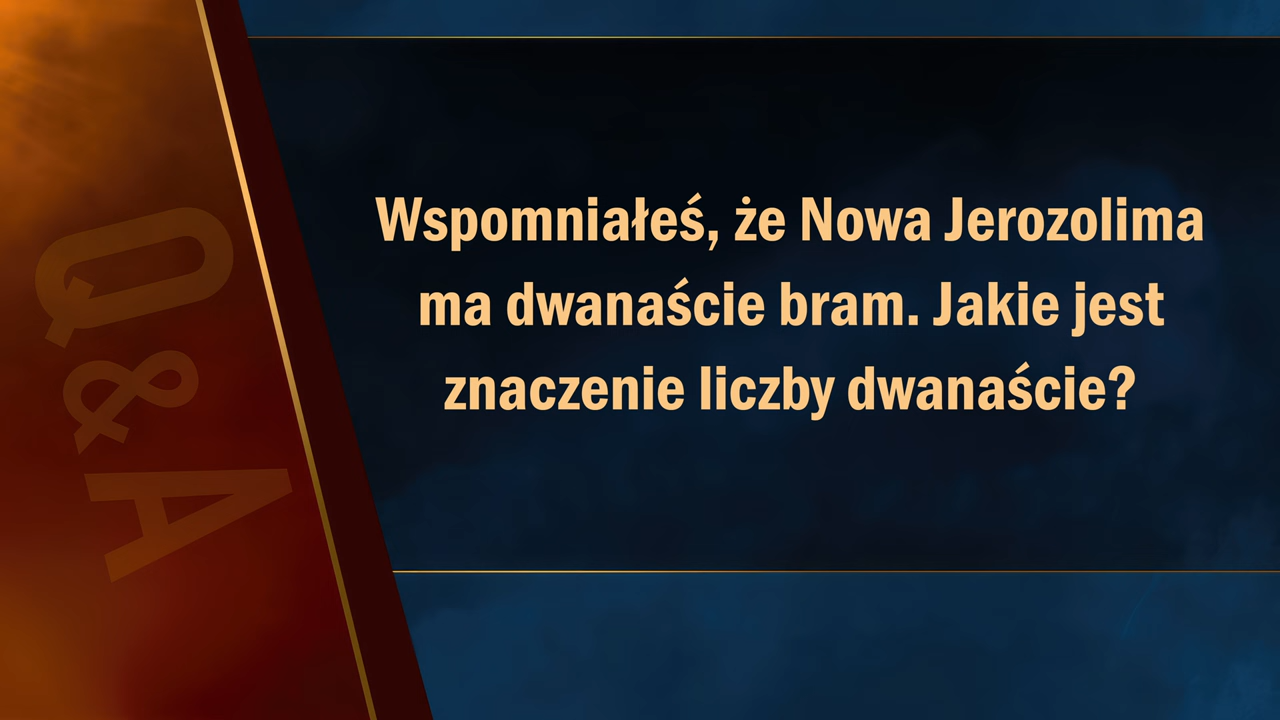 Q & A
Wspomniałeś, że Nowa Jerozolima
ma dwanaście bram. Jakie jest
znaczenie liczby dwanaście?